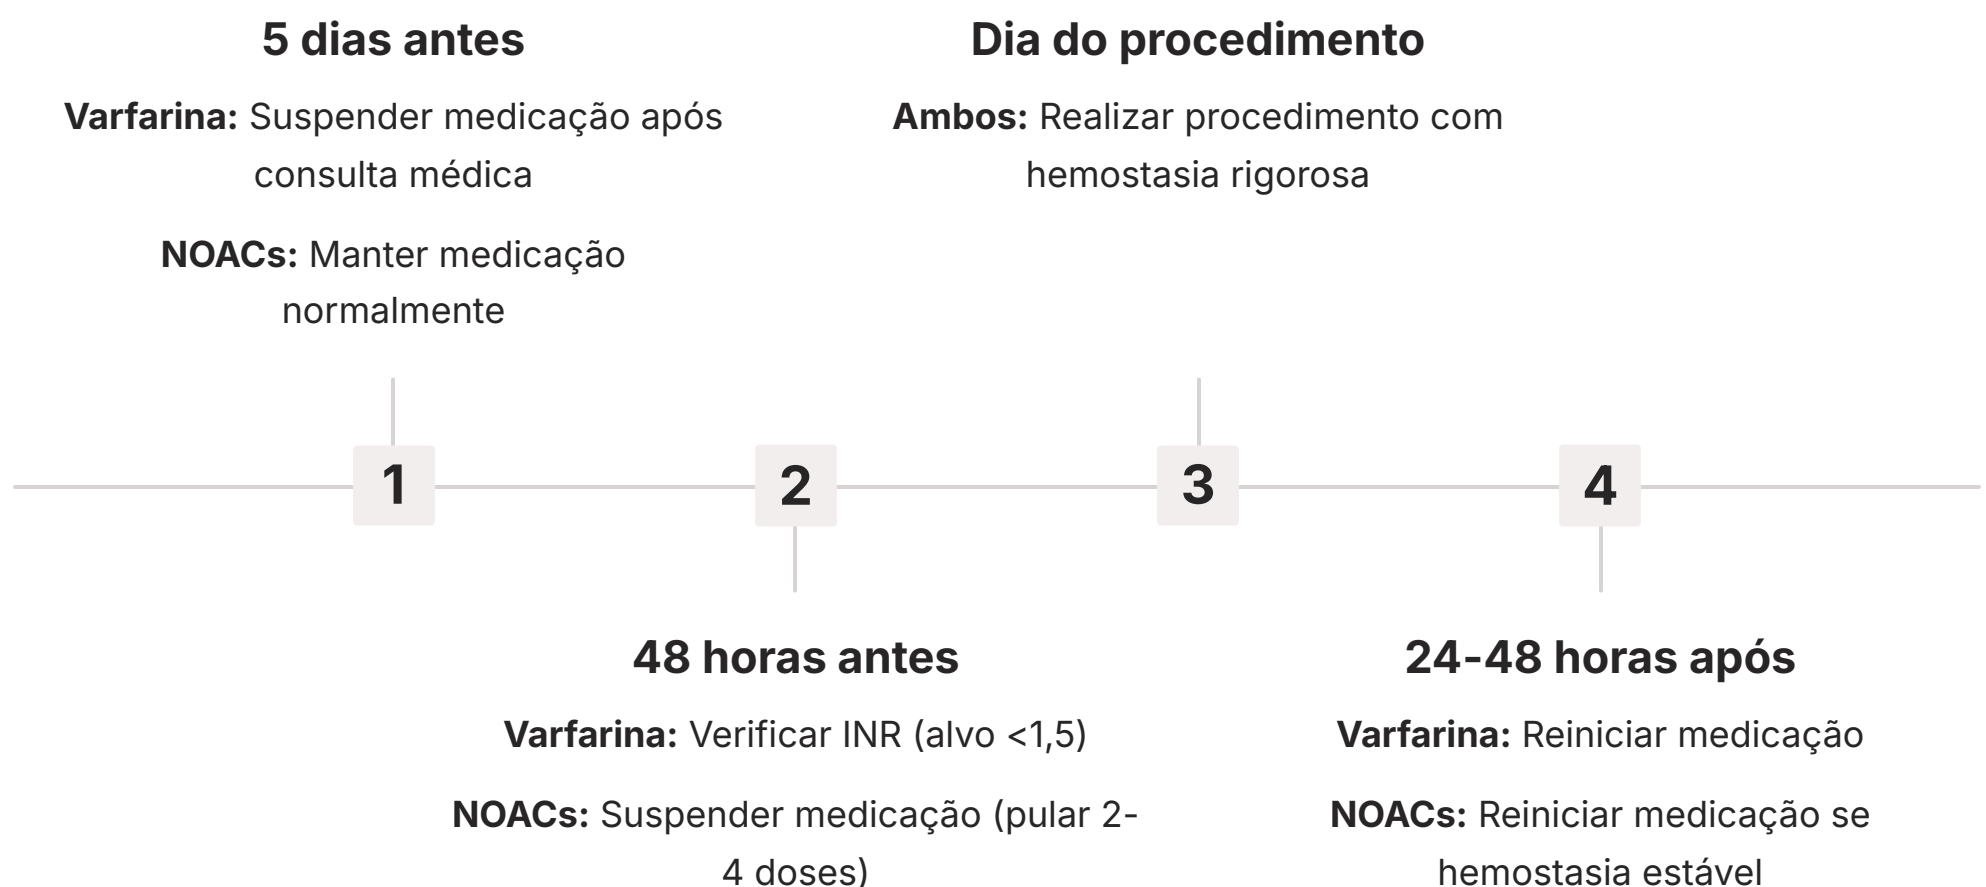 5 dias antes
Varfarina: Suspender medicação após
consulta médica
NOACs: Manter medicação
normalmente
Dia do procedimento
Ambos: Realizar procedimento com
hemostasia rigorosa
1
2
3
4
48 horas antes
Varfarina: Verificar INR (alvo <1,5)
NOACs: Suspender medicação (pular 2-
4 doses)
24-48 horas após
Varfarina: Reiniciar medicação
NOACs: Reiniciar medicação se
hemostasia estável